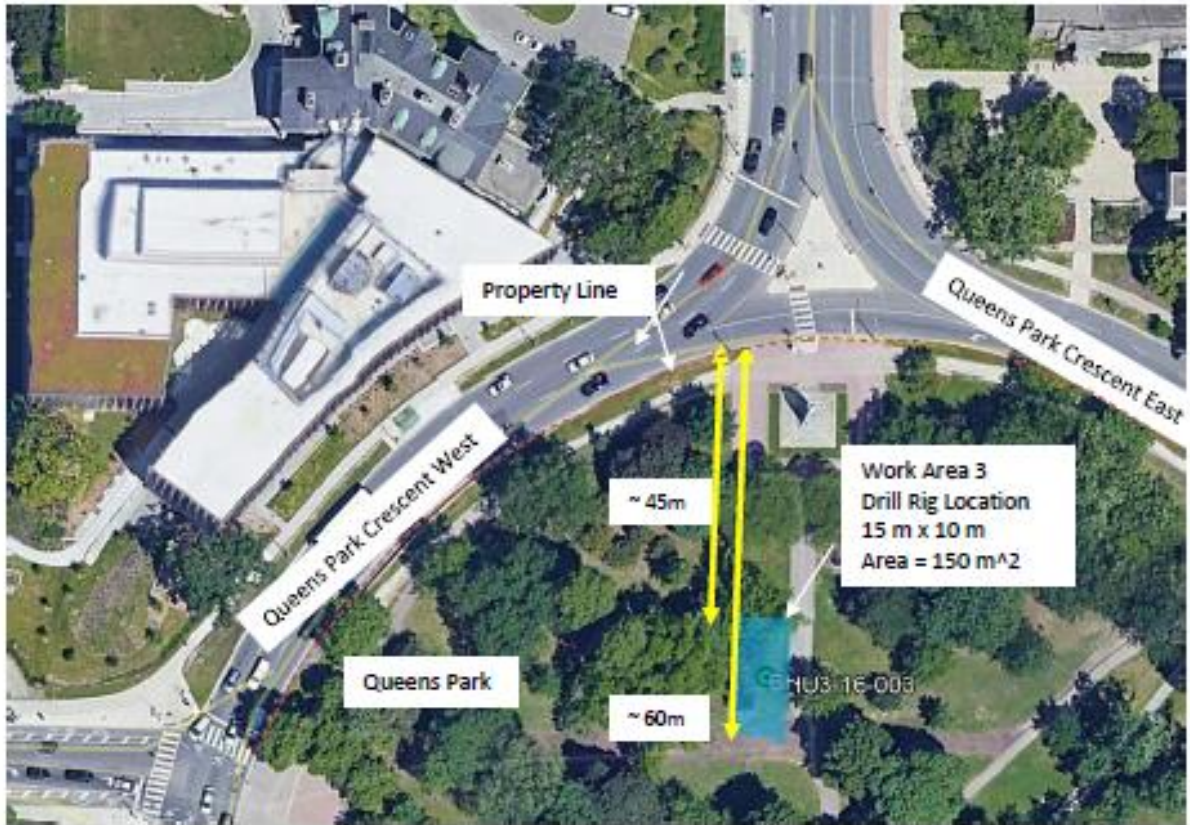 Property Line
Queens Park Crescent East
Work Area 3
Drill Rig Location
15 m x 10 m
Area = 150 m^2
~ 45m
Queens Park Crescent West
Queens Park
HU3-16-003
~ 60m